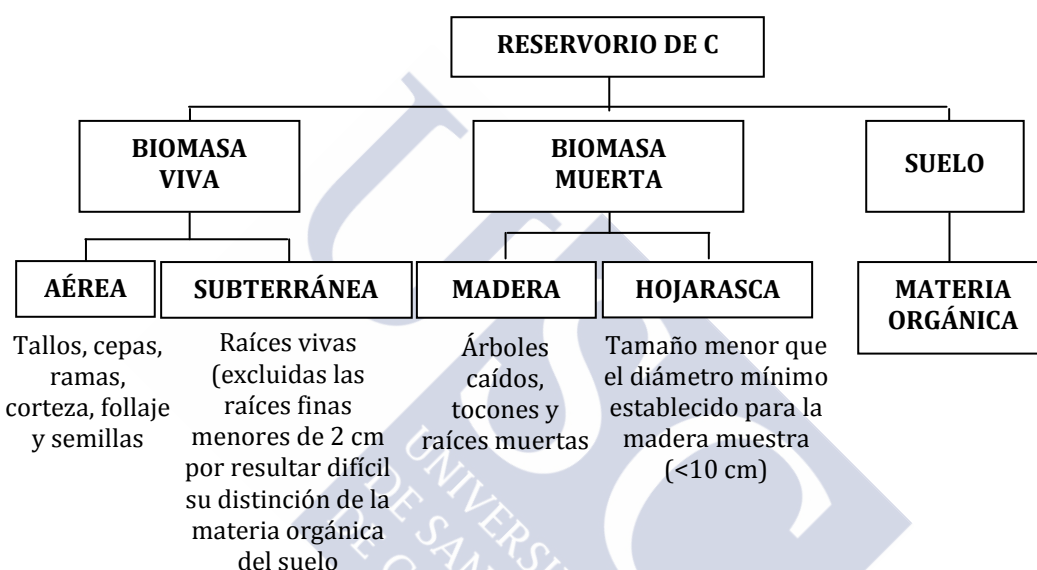 RESERVORIO DE C
BIOMASA
VIVA
BIOMASA
MUERTA
SUELO
AÉREA
SUBTERRÁNEA
MADERA
HOJARASCA
MATERIA
ORGÁNICA
Tallos, cepas,
ramas,
corteza, follaje
y semillas
Raíces vivas
(excluidas las
raíces finas
menores de 2 cm
por resultar difícil
su distinción de la
materia orgánica
del suelo
Árboles
caídos,
tocones y
raíces muertas
Tamaño menor que
el diámetro mínimo
establecido para la
madera muestra
(<10 cm)
USC
DE